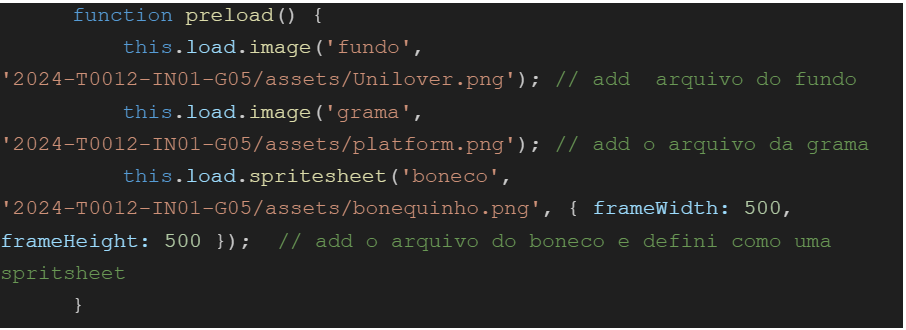 function preload() {
this.load.image('fundo',
'2024-T0012-IN01-G05/assets/Unilover.png'); // add  arquivo do fundo
this.load.image('grama',
'2024-T0012-IN01-G05/assets/platform.png'); // add o arquivo da grama
this.load.spritesheet('boneco',
'2024-T0012-IN01-G05/assets/bonequinho.png', { frameWidth: 500,
frameHeight: 500 });  // add o arquivo do boneco e defini como uma
spritsheet
}